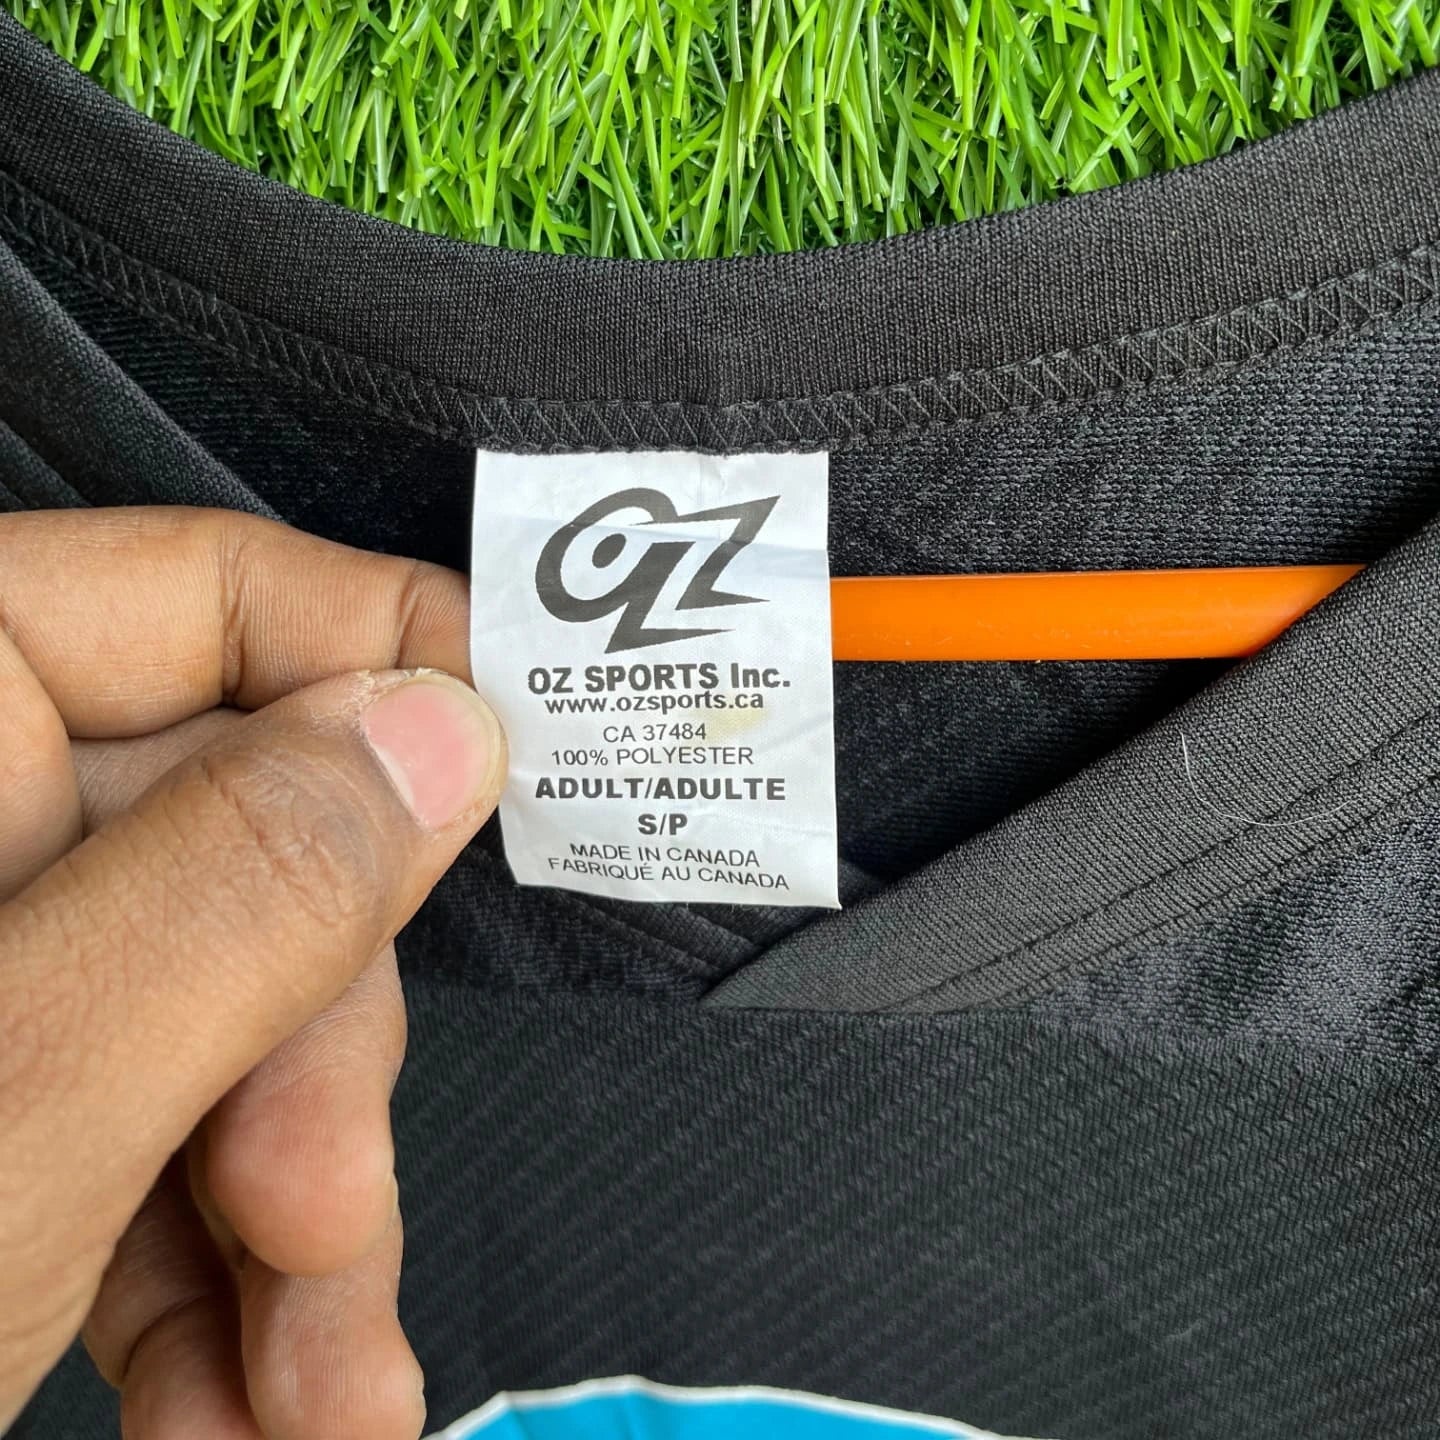 OZ
OZ SPORTS Inc.
www.ozsports.ca
CA 37484
100% POLYESTER
ADULT/ADULTE
S/P
MADE IN CANADA
FABRIQUÉ AU CANADA